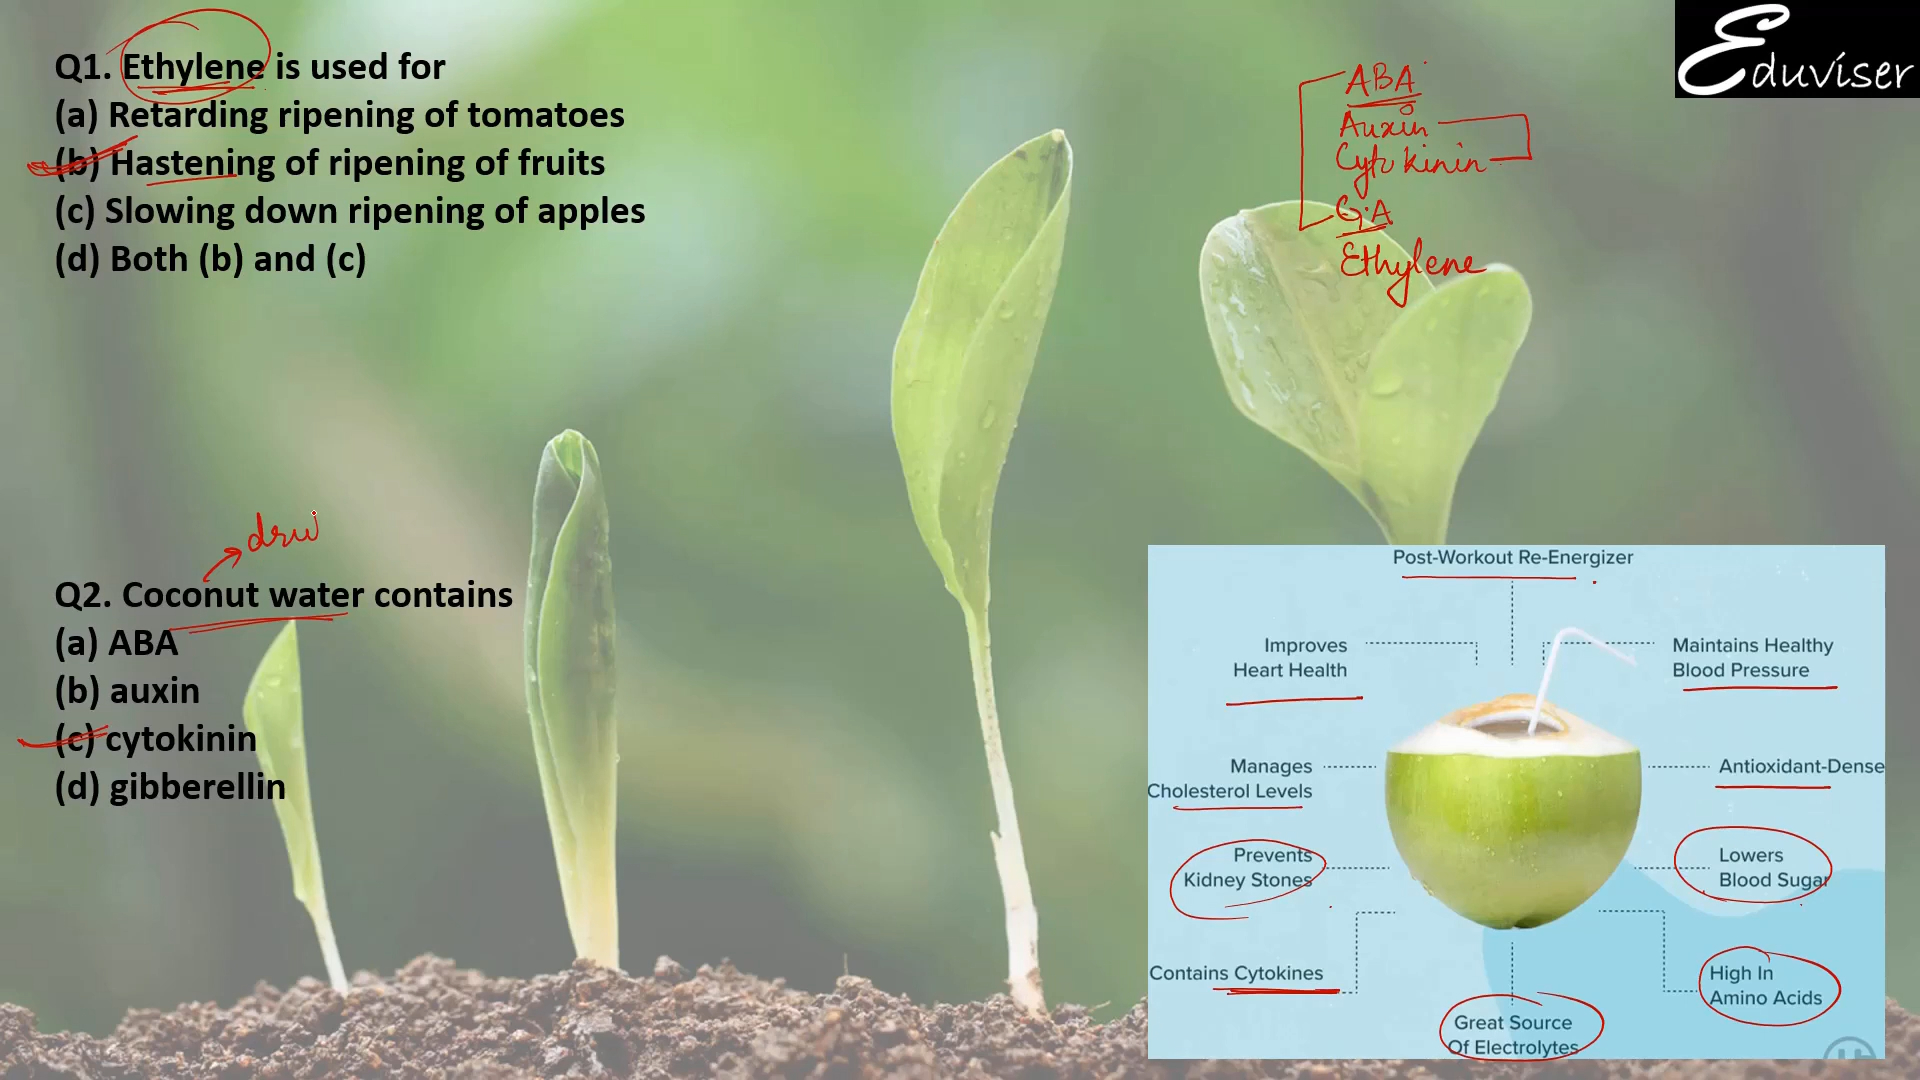 Q1. Ethylene is used for
(a) Retarding ripening of tomatoes
(b) Hastening of ripening of fruits
(c) Slowing down ripening of apples
(d) Both (b) and (c)
ABA
Auxin
Cytokinin
GA
Ethylene
Eduviser
Q2. Coconut water contains
(a) ABA
(b) auxin
(c) cytokinin
(d) gibberellin
Post-Workout Re-Energizer
Improves
Heart Health
Maintains Healthy
Blood Pressure
Manages
Cholesterol Levels
Antioxidant-Dense
Prevents
Kidney Stones
Lowers
Blood Sugar
Contains Cytokines
High In
Amino Acids
Great Source
Of Electrolytes